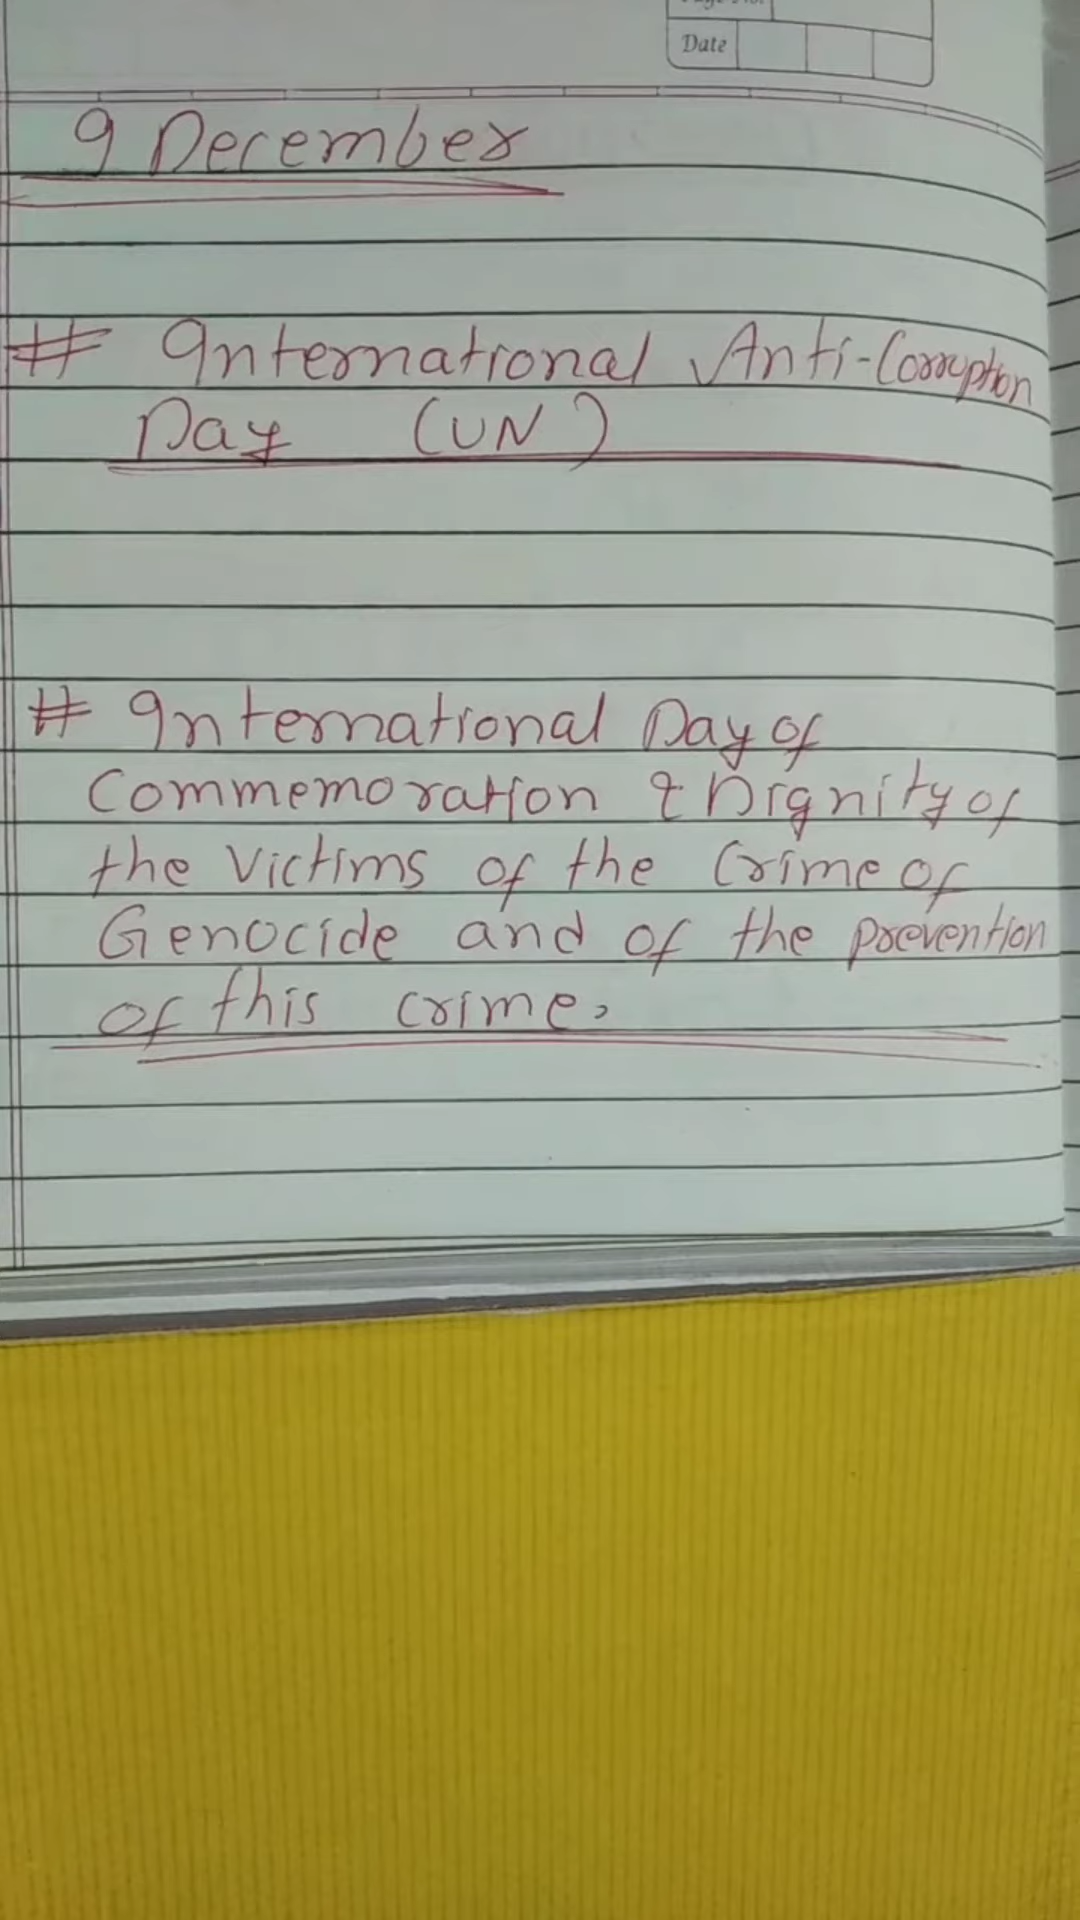 Date
9 December
# International Anti-Corruption
Day (UN)
# International Day of
Commemoration & Dignity of
the Victims of the Crime of
Genocide and of the prevention
of this crime.